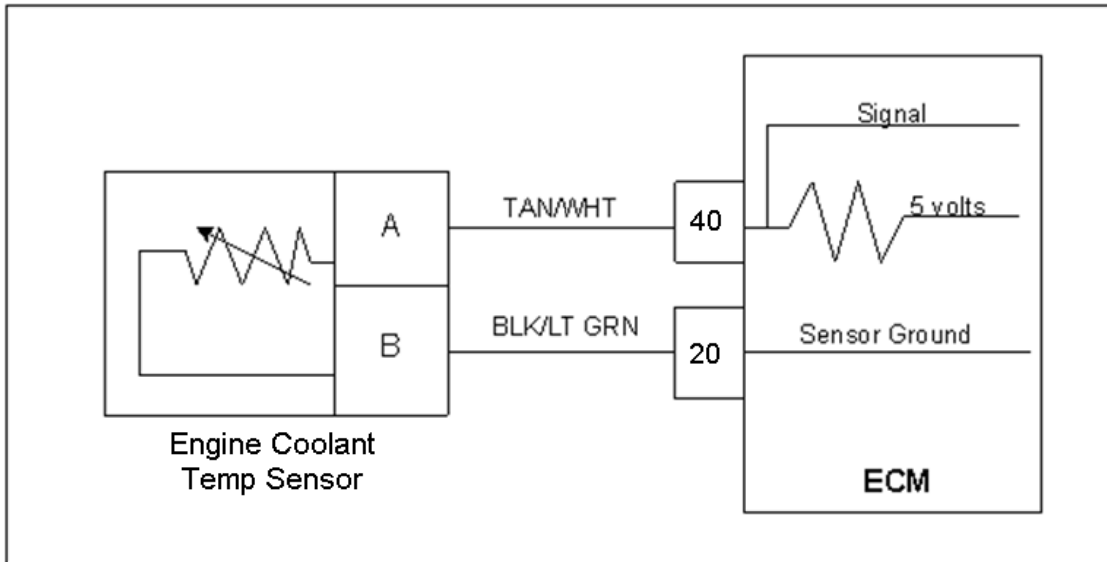 Signal
A
TAN/WHT
40
5 volts
B
BLK/LT GRN
20
Sensor Ground
Engine Coolant
Temp Sensor
ECM